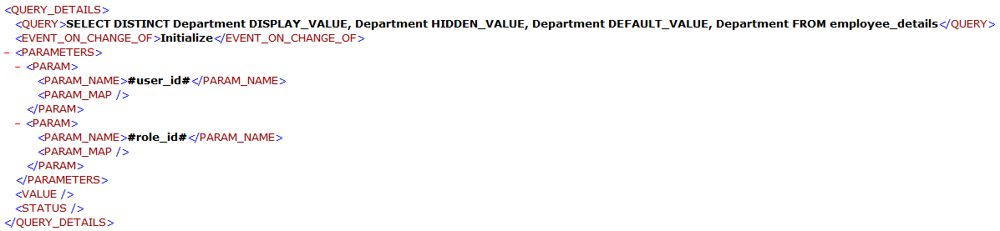 <QUERY_DETAILS>
<QUERY>SELECT DISTINCT Department DISPLAY_VALUE, Department HIDDEN_VALUE, Department DEFAULT_VALUE, Department FROM employee_details</QUERY>
<EVENT_ON_CHANGE_OF>Initialize</EVENT_ON_CHANGE_OF>
- <PARAMETERS>
- <PARAM>
<PARAM_NAME>#user_id#</PARAM_NAME>
<PARAM_MAP />
</PARAM>
- <PARAM>
<PARAM_NAME>#role_id#</PARAM_NAME>
<PARAM_MAP />
</PARAM>
</PARAMETERS>
<VALUE />
<STATUS />
</QUERY_DETAILS>